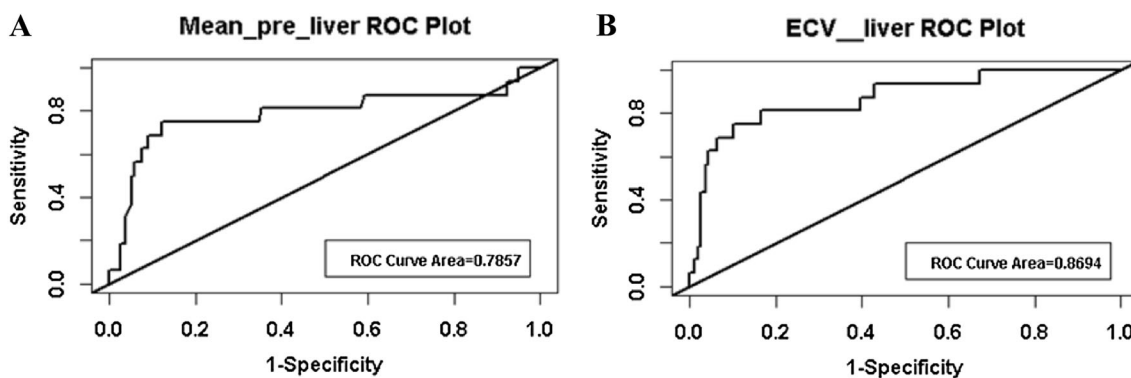 A
Mean_pre_liver ROC Plot
Sensitivity
0.8
0.4
0.0
ROC Curve Area=0.7857
0.0 0.2 0.4 0.6 0.8 1.0
1-Specificity
B
ECV__liver ROC Plot
Sensitivity
0.8
0.4
0.0
ROC Curve Area=0.8694
0.0 0.2 0.4 0.6 0.8 1.0
1-Specificity